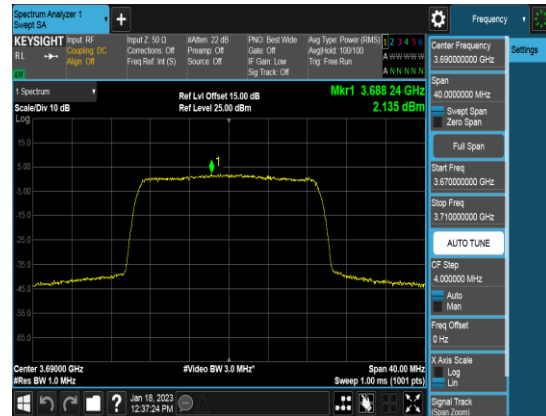 Spectrum Analyzer 1
Swept SA
+
Frequency
KEYSIGHT
RL
LW
Input: RF
Coupling: DC
Align: Off
Input Z: 50 Ω
Corrections: Off
Freq Ref: Int (S)
#Atten: 22 dB
Preamp: Off
Source: Off
PNO: Best Wide
Gate: Off
IF Gain: Low
Sig Track: Off
Avg Type: Power (RMS)
Avg|Hold: 100/100
Trig: Free Run
1 2 3 4 5 6
A W W W W W
A N N N N N
1 Spectrum
Scale/Div 10 dB
Log
Ref Lvl Offset 15.00 dB
Ref Level 25.00 dBm
Mkr1 3.688 24 GHz
2.135 dBm
15.0
5.00
-5.00
-15.0
-25.0
-35.0
-45.0
-55.0
-65.0
1
Center 3.69000 GHz
#Res BW 1.0 MHz
#Video BW 3.0 MHz*
Span 40.00 MHz
Sweep 1.00 ms (1001 pts)
Jan 18, 2023
12:37:24 PM
?
Center Frequency
3.690000000 GHz
Settings
Span
40.0000000 MHz
Swept Span
Zero Span
Full Span
Start Freq
3.670000000 GHz
Stop Freq
3.710000000 GHz
AUTO TUNE
CF Step
4.000000 MHz
Auto
Man
Freq Offset
0 Hz
X Axis Scale
Log
Lin
Signal Track
(Span Zoom)